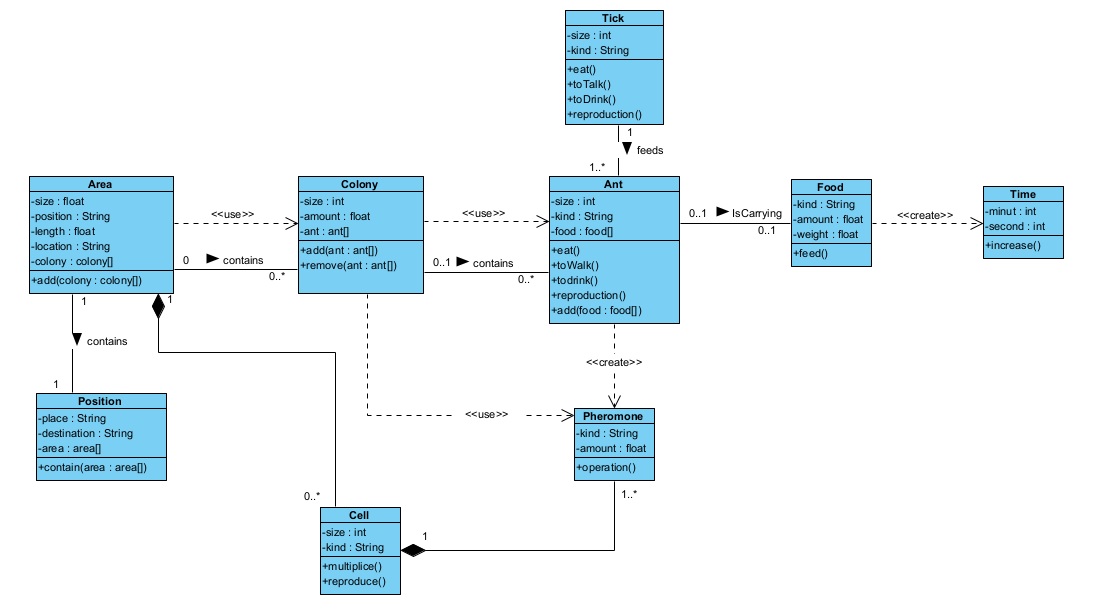 Tick
-size : int
-kind : String
+eat()
+toTalk()
+toDrink()
+reproduction()
1
feeds
1..*
Area
-size : float
-position : String
-length : float
-location : String
-colony : colony[]
+add(colony : colony[])
<<use>>
0
contains
0..*
Colony
-size : int
-amount : float
-ant : ant[]
+add(ant : ant[])
+remove(ant : ant[])
<<use>>
0..1
contains
0..*
Ant
-size : int
-kind : String
-food : food[]
+eat()
+toWalk()
+todrink()
+reproduction()
+add(food : food[])
0..1
IsCarrying
0..1
Food
-kind : String
-amount : float
-weight : float
+feed()
<<create>>
Time
-minut : int
-second : int
+increase()
1
1
contains
1
<<create>>
<<use>>
Position
-place : String
-destination : String
-area : area[]
+contain(area : area[])
Pheromone
-kind : String
-amount : float
+operation()
1..*
0..*
Cell
-size : int
-kind : String
+multiplice()
+reproduce()
1